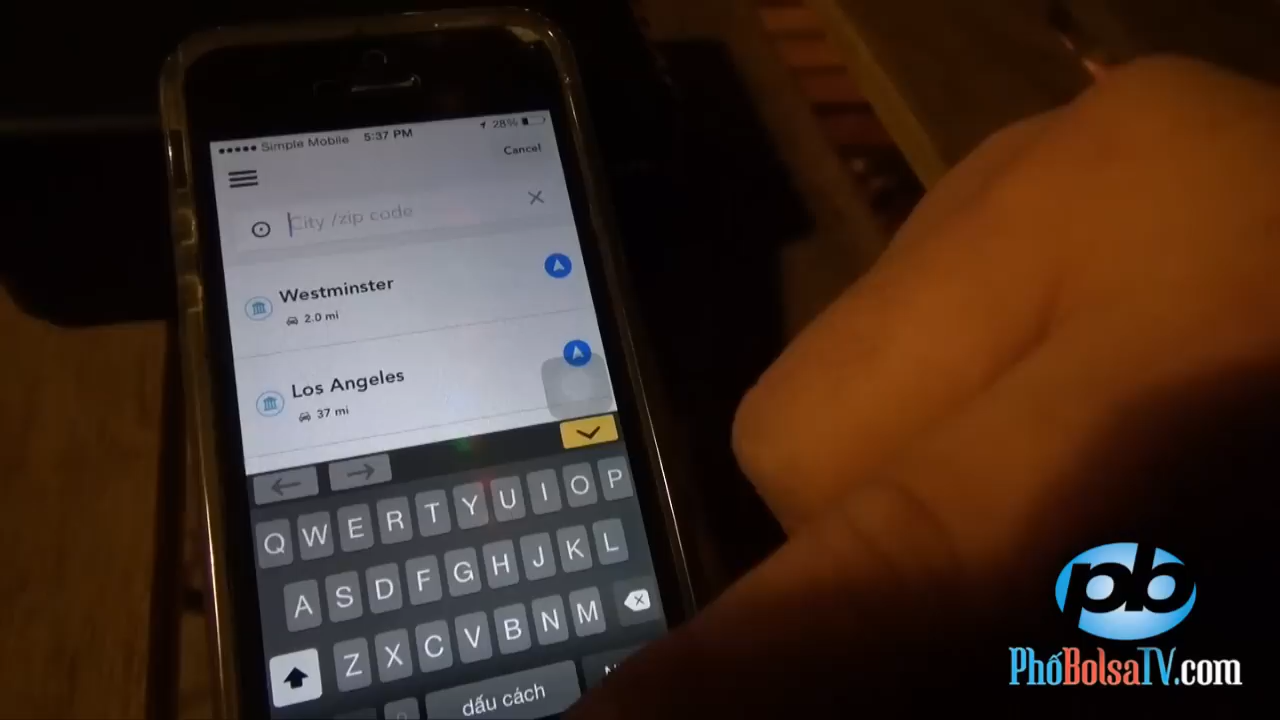 Simple Mobile 5:37 PM 28%
Cancel
City /zip code
Westminster
2.0 mi
Los Angeles
37 mi
Q W E R T Y U I O P
A S D F G H J K L
Z X C V B N M
dấu cách
pb
PhốBolsaTV.com